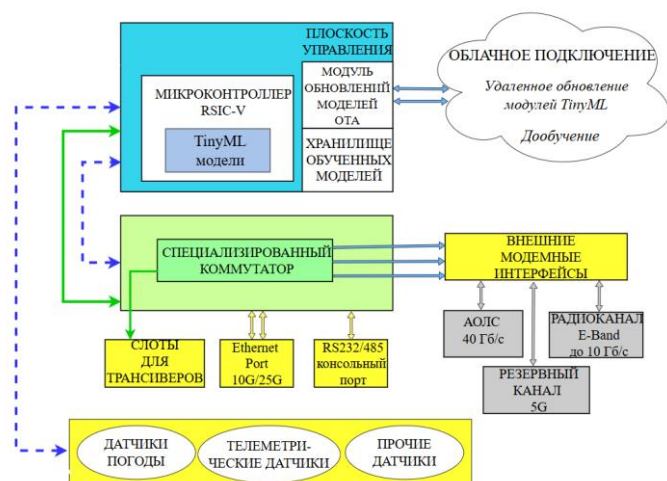 ПЛОСКОСТЬ
УПРАВЛЕНИЯ
МИКРОКОНТРОЛЛЕР
RSIC-V
TinyML
модели
МОДУЛЬ
ОБНОВЛЕНИЙ
МОДЕЛЕЙ
OTA
ХРАНИЛИЩЕ
ОБУЧЕННЫХ
МОДЕЛЕЙ
ОБЛАЧНОЕ ПОДКЛЮЧЕНИЕ
Удаленное обновление
модулей TinyML
Дообучение
СПЕЦИАЛИЗИРОВАННЫЙ
КОММУТАТОР
ВНЕШНИЕ
МОДЕМНЫЕ
ИНТЕРФЕЙСЫ
СЛОТЫ
ДЛЯ
ТРАНСИВЕРОВ
Ethernet
Port
10G/25G
RS232/485
консольный
порт
АОЛС
40 Гб/с
РАДИОКАНАЛ
E-Band
до 10 Гб/с
РЕЗЕРВНЫЙ
КАНАЛ
5G
ДАТЧИКИ
ПОГОДЫ
ТЕЛЕМЕТРИ-
ЧЕСКИЕ ДАТЧИКИ
ПРОЧИЕ
ДАТЧИКИ